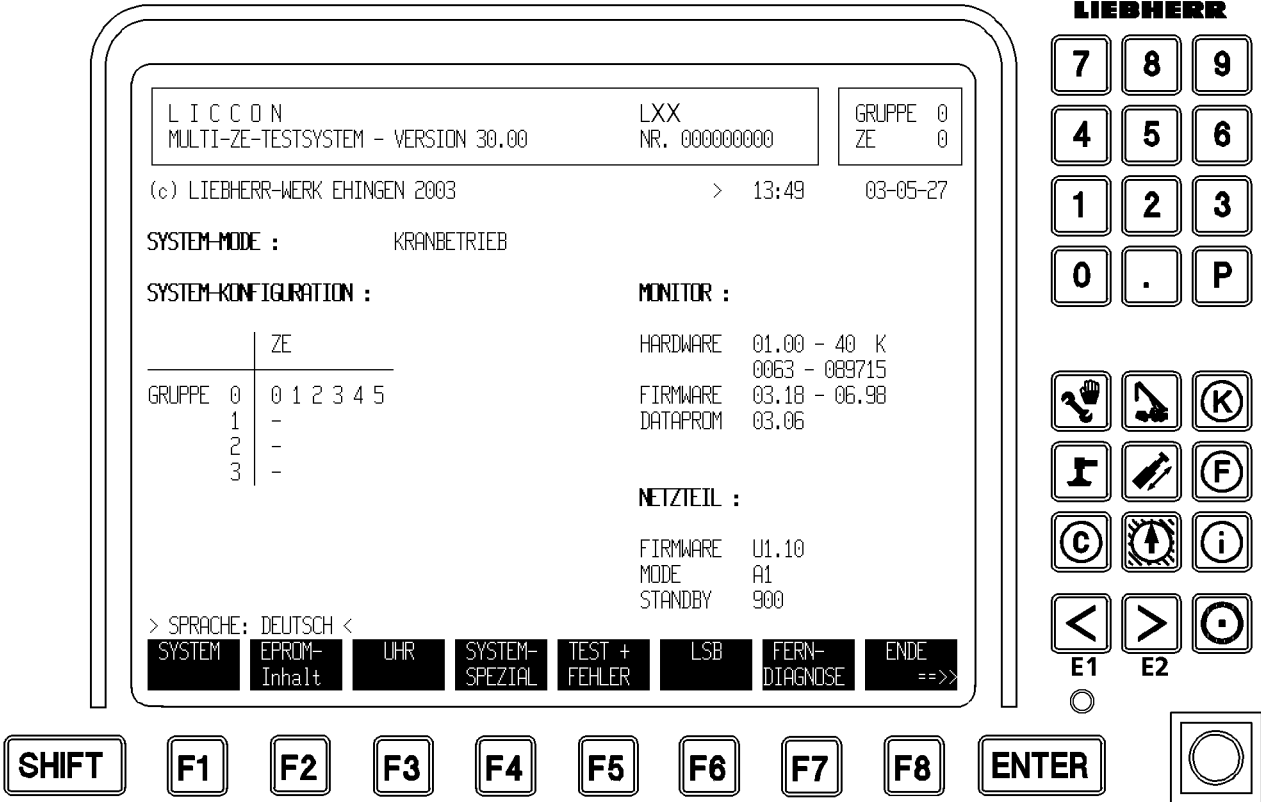 LIEBHERR
L I C C O N
MULTI-ZE-TESTSYSTEM - VERSION 30.00
LXX
NR. 000000000
GRUPPE 0
ZE 0
(c) LIEBHERR-WERK EHINGEN 2003 > 13:49 03-05-27
SYSTEM-MODE : KRANBETRIEB
SYSTEM-KONFIGURATION :
ZE
GRUPPE 0 0 1 2 3 4 5
1 -
2 -
3 -
MONITOR :
HARDWARE 01.00 - 40 K
0063 - 089715
FIRMWARE 03.18 - 06.98
DATAPROM 03.06
NETZTEIL :
FIRMWARE U1.10
MODE A1
STANDBY 900
> SPRACHE: DEUTSCH <
SYSTEM
EPROM-
Inhalt
UHR
SYSTEM-
SPEZIAL
TEST +
FEHLER
LSB
FERN-
DIAGNOSE
ENDE
==>>
7 8 9
4 5 6
1 2 3
0 . P
K
F
C i
< >
E1 E2
SHIFT F1 F2 F3 F4 F5 F6 F7 F8 ENTER